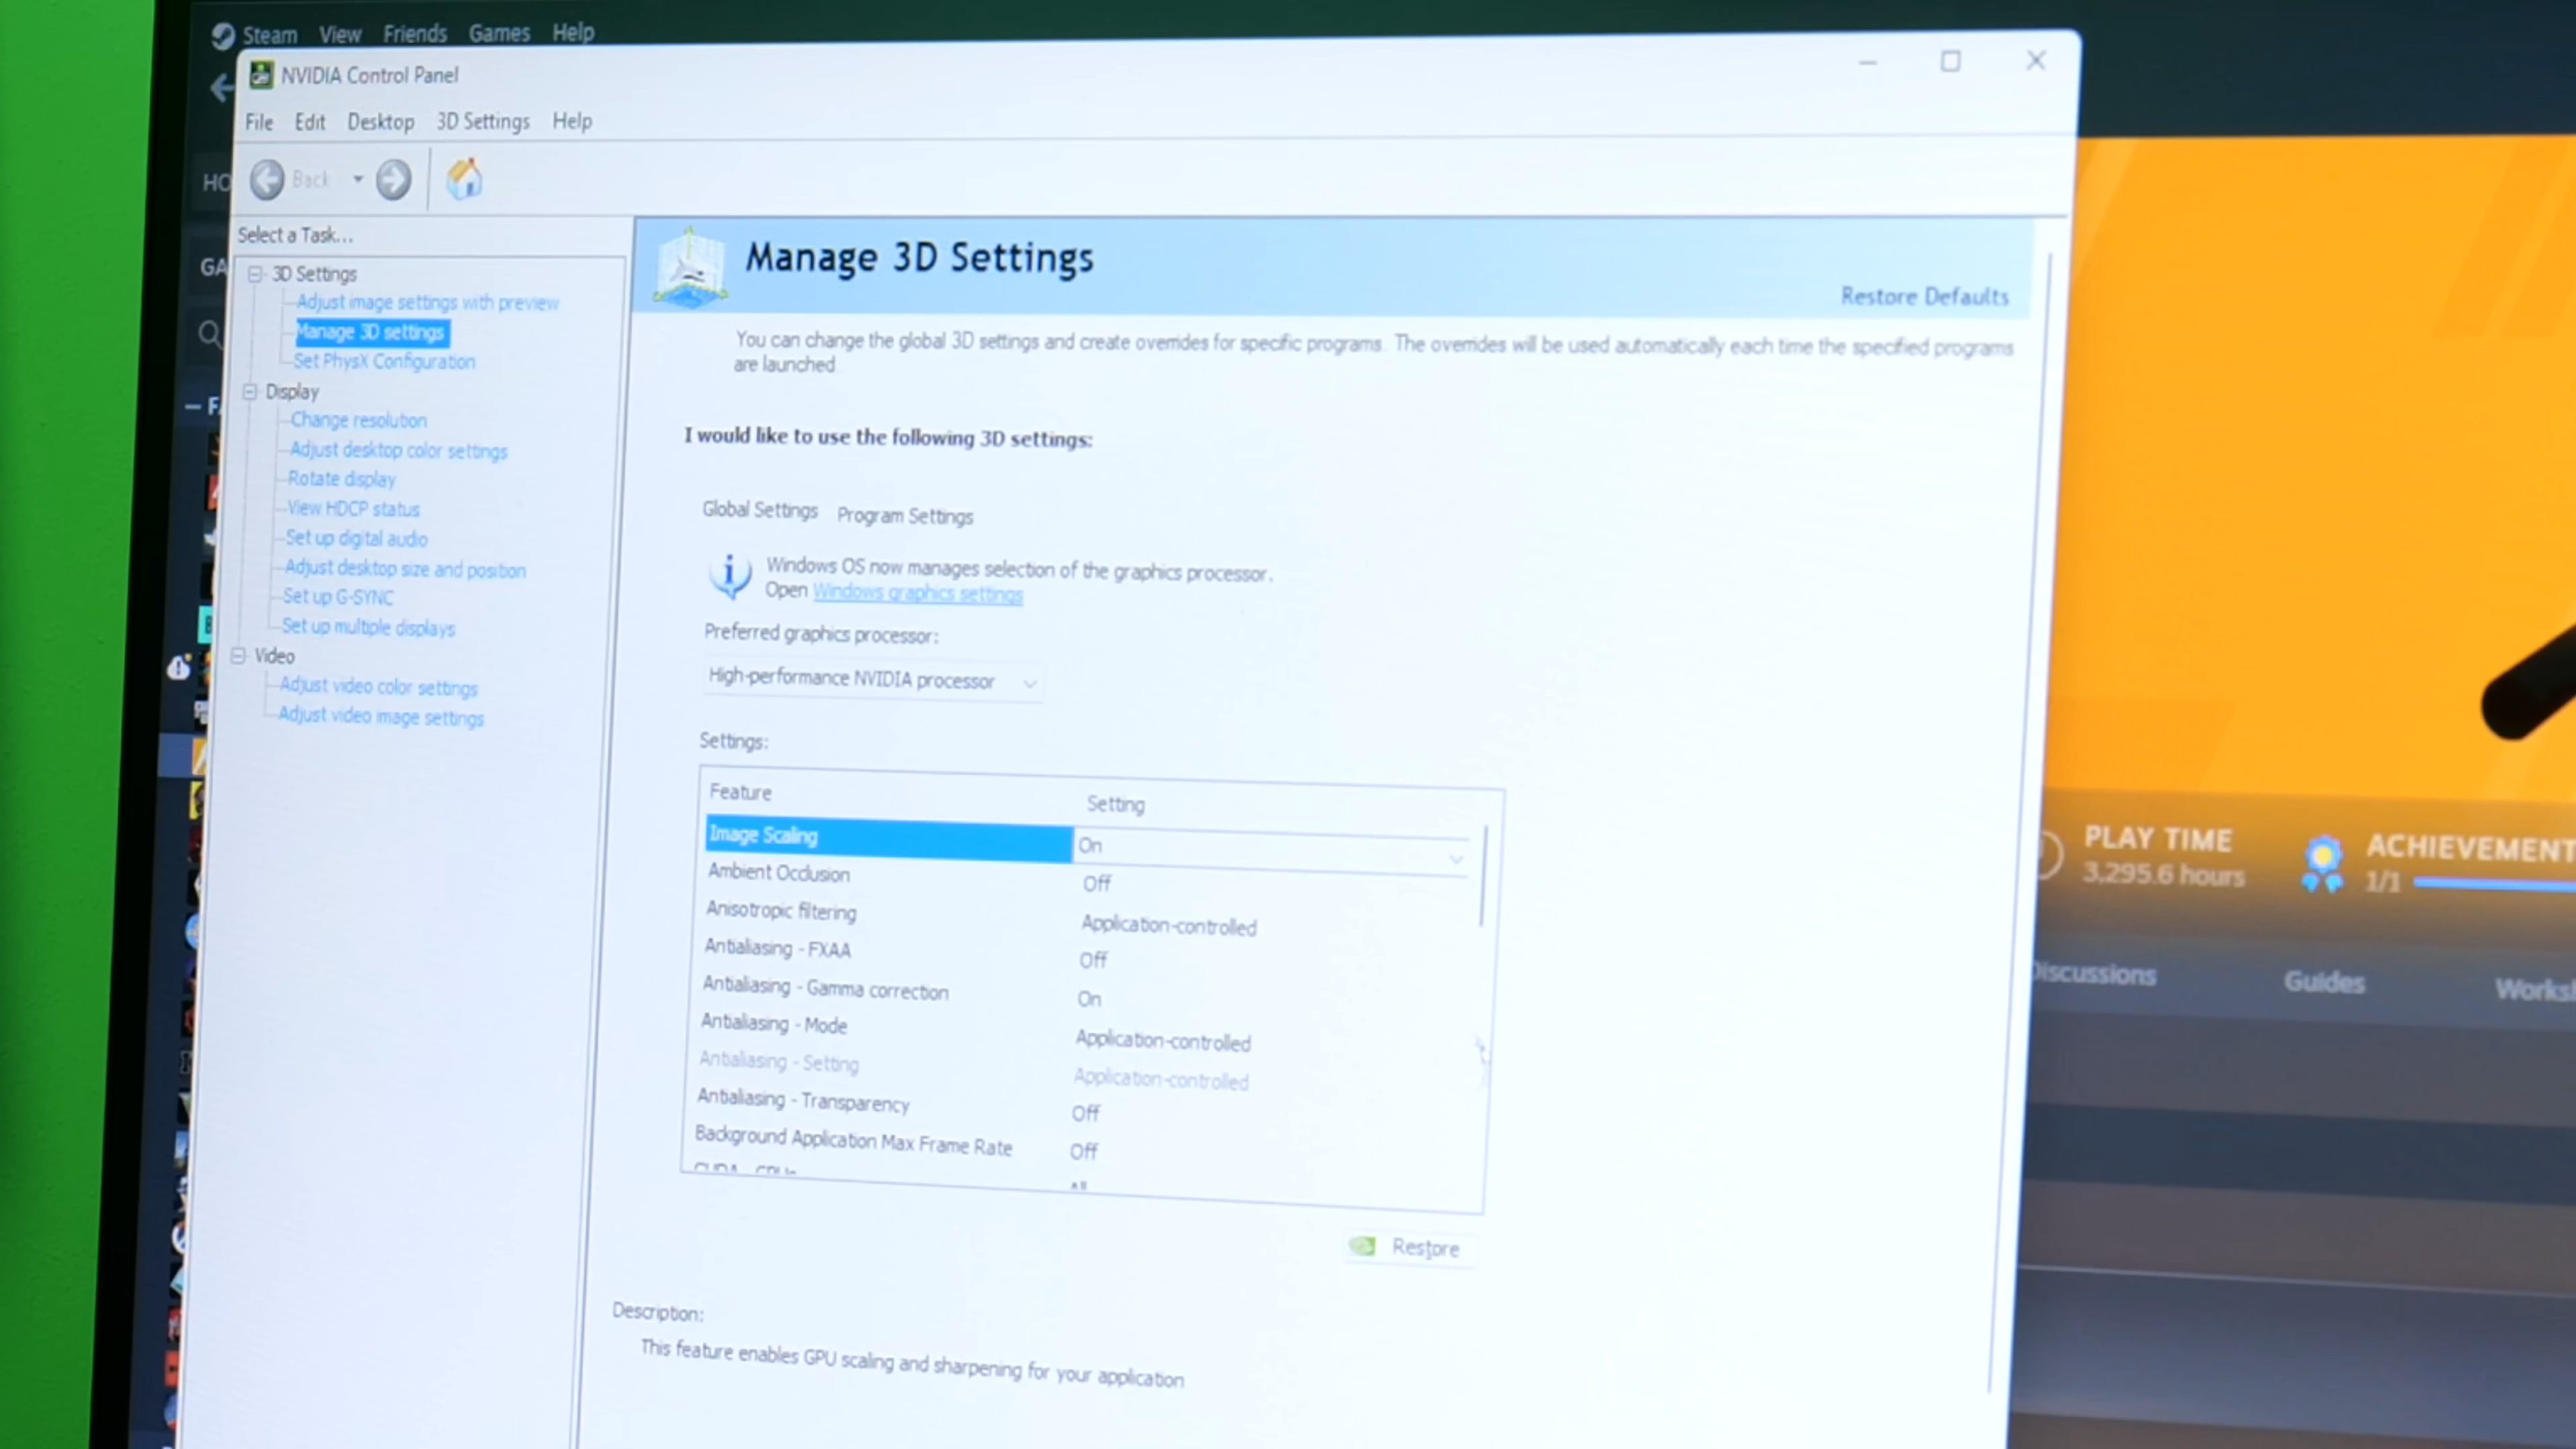 Steam View Friends Games Help
NVIDIA Control Panel
File Edit Desktop 3D Settings Help
Back
Select a Task...
3D Settings
Adjust image settings with preview
Manage 3D settings
Set PhysX Configuration
Display
Change resolution
Adjust desktop color settings
Rotate display
View HDCP status
Set up digital audio
Adjust desktop size and position
Set up G-SYNC
Set up multiple displays
Video
Adjust video color settings
Adjust video image settings
Manage 3D Settings
Restore Defaults
You can change the global 3D settings and create overrides for specific programs. The overrides will be used automatically each time the specified programs
are launched.
I would like to use the following 3D settings:
Global Settings Program Settings
Windows OS now manages selection of the graphics processor.
Open Windows graphics settings
Preferred graphics processor:
High-performance NVIDIA processor
Settings:
Feature Setting
Image Scaling On
Ambient Occlusion Off
Anisotropic filtering Application-controlled
Antialiasing - FXAA Off
Antialiasing - Gamma correction On
Antialiasing - Mode Application-controlled
Antialiasing - Setting Application-controlled
Antialiasing - Transparency Off
Background Application Max Frame Rate Off
Restore
Description:
This feature enables GPU scaling and sharpening for your application
PLAY TIME
3,295.6 hours
ACHIEVEMENT
1/1
Discussions Guides